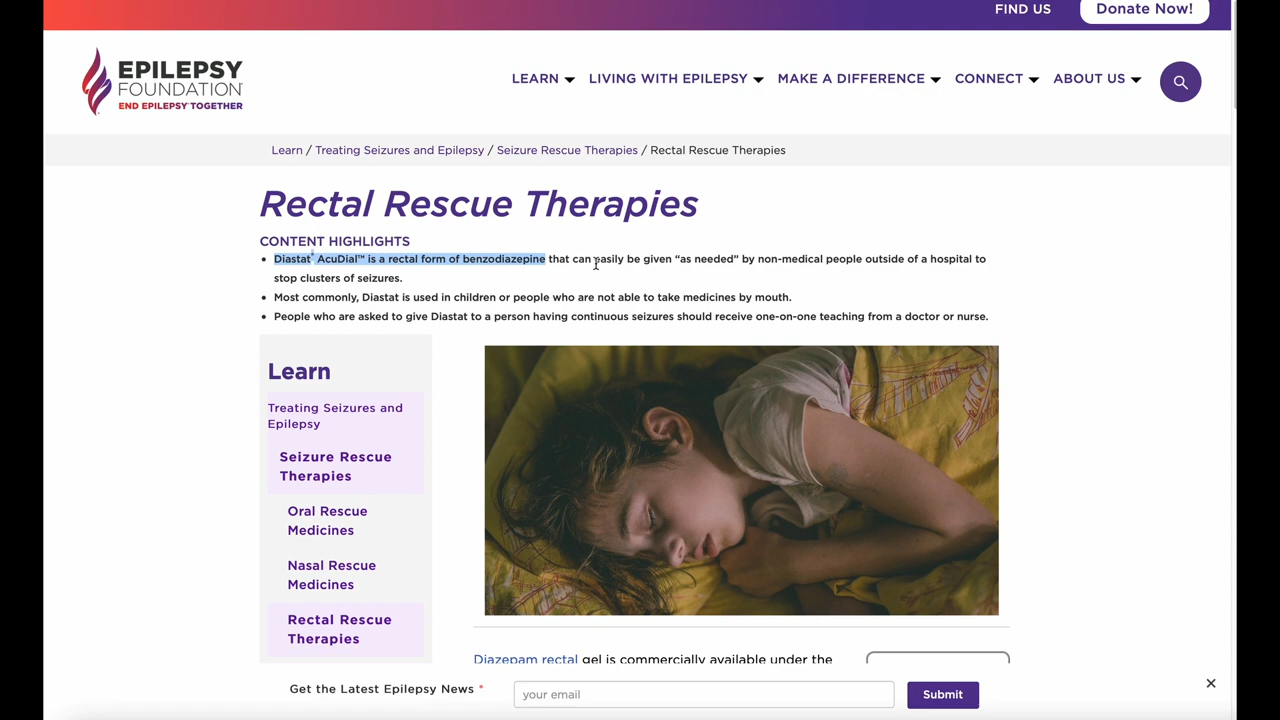 FIND US
Donate Now!
EPILEPSY
FOUNDATION
END EPILEPSY TOGETHER
LEARN
LIVING WITH EPILEPSY
MAKE A DIFFERENCE
CONNECT
ABOUT US
Learn / Treating Seizures and Epilepsy / Seizure Rescue Therapies / Rectal Rescue Therapies
Rectal Rescue Therapies
CONTENT HIGHLIGHTS
Diastat® AcuDial™ is a rectal form of benzodiazepine that can easily be given “as needed” by non-medical people outside of a hospital to
stop clusters of seizures.
Most commonly, Diastat is used in children or people who are not able to take medicines by mouth.
People who are asked to give Diastat to a person having continuous seizures should receive one-on-one teaching from a doctor or nurse.
Learn
Treating Seizures and
Epilepsy
Seizure Rescue
Therapies
Oral Rescue
Medicines
Nasal Rescue
Medicines
Rectal Rescue
Therapies
Diazepam rectal gel is commercially available under the
Get the Latest Epilepsy News *
your email
Submit